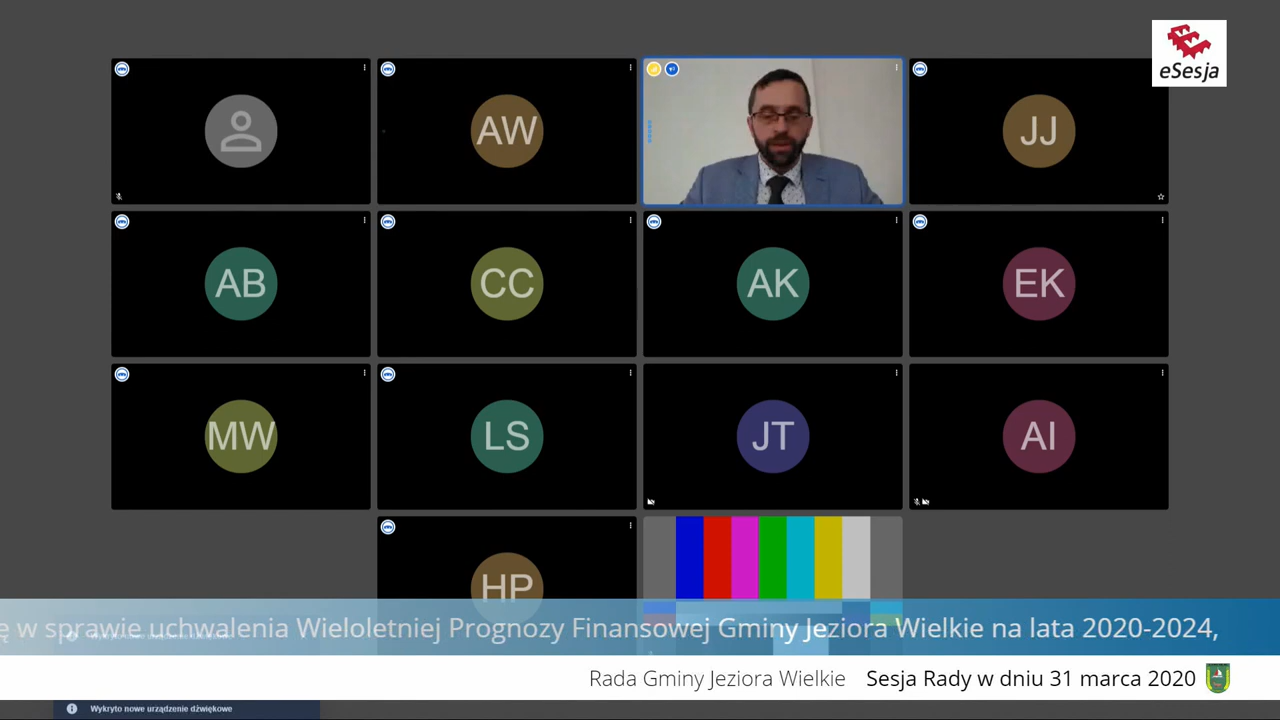 eSesja
AW
JJ
AB
CC
AK
EK
MW
LS
JT
AI
HP
ę w sprawie uchwalenia Wieloletniej Prognozy Finansowej Gminy Jeziora Wielkie na lata 2020-2024,
Rada Gminy Jeziora Wielkie Sesja Rady w dniu 31 marca 2020
Wykryto nowe urządzenie dźwiękowe